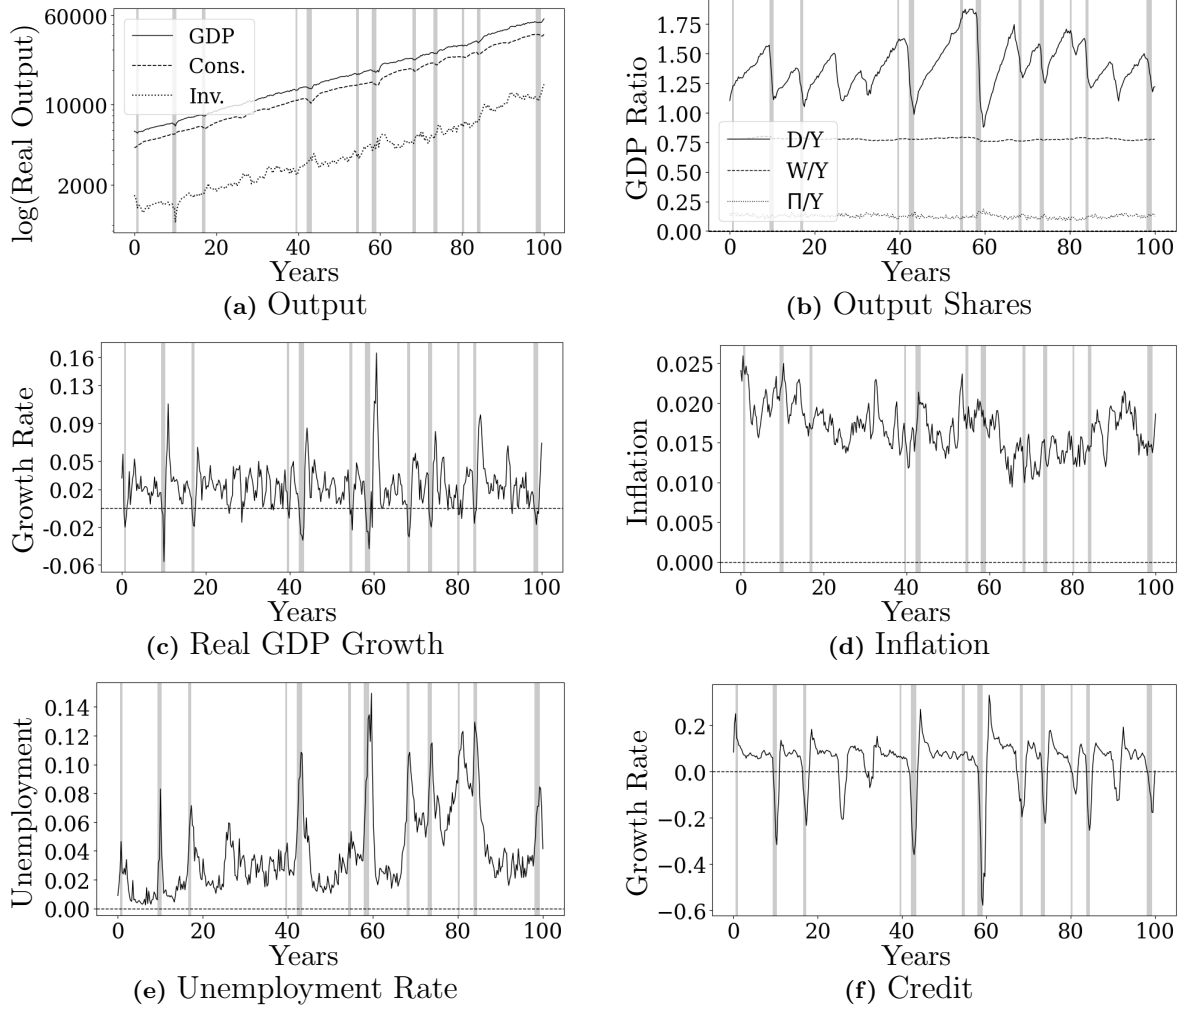 log(Real Output)
60000
10000
2000
GDP
Cons.
Inv.
0 20 40 60 80 100
Years
(a) Output
GDP Ratio
1.75
1.50
1.25
1.00
0.75
0.50
0.25
0.00
D/Y
W/Y
Π/Y
0 20 40 60 80 100
Years
(b) Output Shares
Growth Rate
0.16
0.13
0.09
0.05
0.02
-0.02
-0.06
0 20 40 60 80 100
Years
(c) Real GDP Growth
Inflation
0.025
0.020
0.015
0.010
0.005
0.000
0 20 40 60 80 100
Years
(d) Inflation
Unemployment
0.14
0.12
0.10
0.08
0.06
0.04
0.02
0.00
0 20 40 60 80 100
Years
(e) Unemployment Rate
Growth Rate
0.2
0.0
−0.2
−0.4
−0.6
0 20 40 60 80 100
Years
(f) Credit